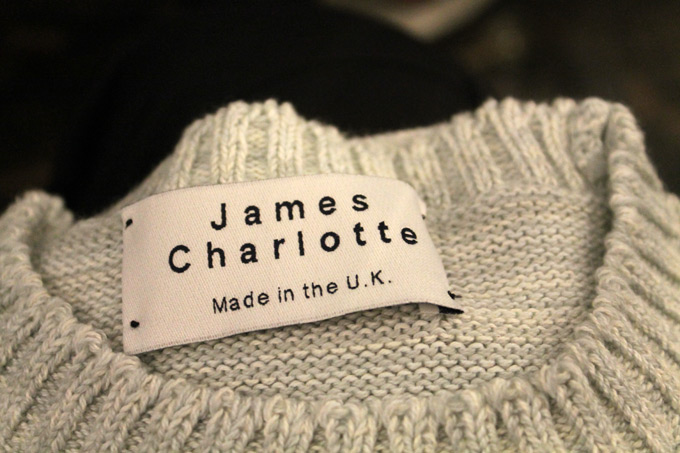 James
Charlotte
Made in the U.K.